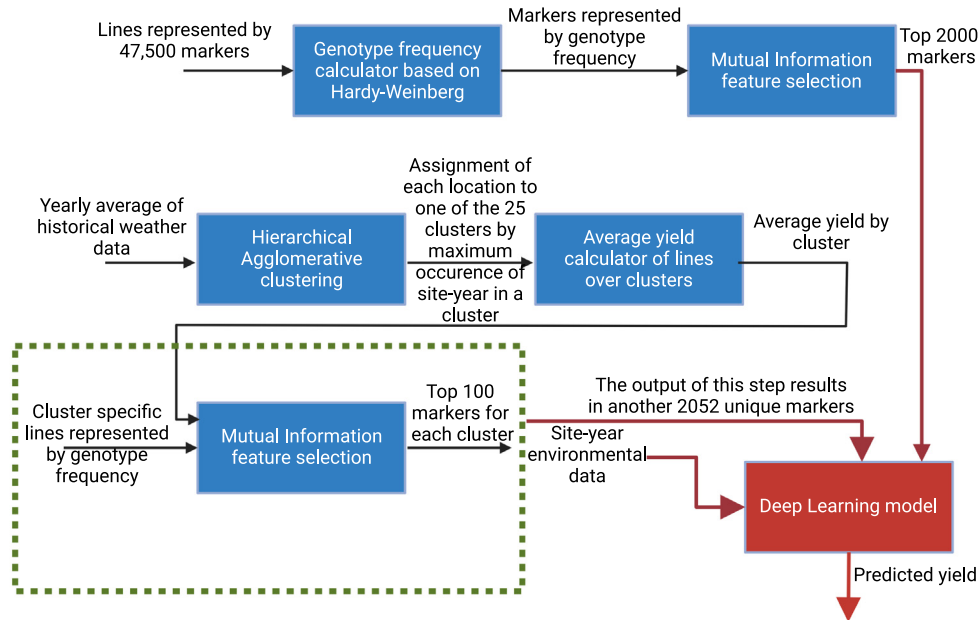 Lines represented by
47,500 markers
Genotype frequency
calculator based on
Hardy-Weinberg
Markers represented
by genotype
frequency
Mutual Information
feature selection
Top 2000
markers
Yearly average of
historical weather
data
Hierarchical
Agglomerative
clustering
Assignment of
each location to
one of the 25
clusters by
maximum
occurence of
site-year in a
cluster
Average yield
calculator of lines
over clusters
Average yield by
cluster
Cluster specific
lines represented
by genotype
frequency
Mutual Information
feature selection
Top 100
markers for
each cluster
The output of this step results
in another 2052 unique markers
Site-year
environmental
data
Deep Learning model
Predicted yield